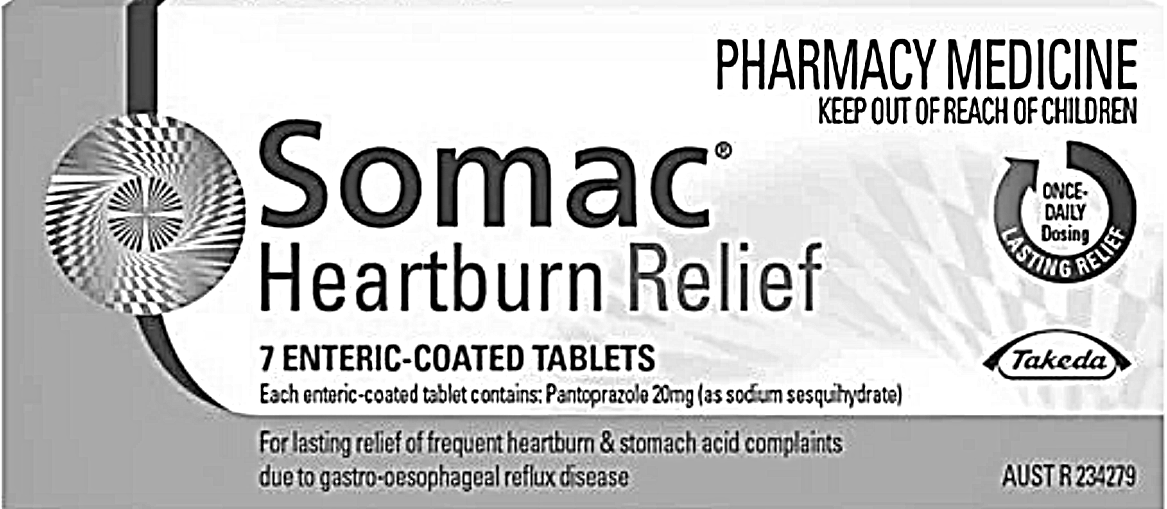 PHARMACY MEDICINE
KEEP OUT OF REACH OF CHILDREN
Somac®
Heartburn Relief
ONCE-
DAILY
Dosing
LASTING RELIEF
7 ENTERIC-COATED TABLETS
Each enteric-coated tablet contains: Pantoprazole 20mg (as sodium sesquihydrate)
Takeda
For lasting relief of frequent heartburn & stomach acid complaints
due to gastro-oesophageal reflux disease
AUST R 234279